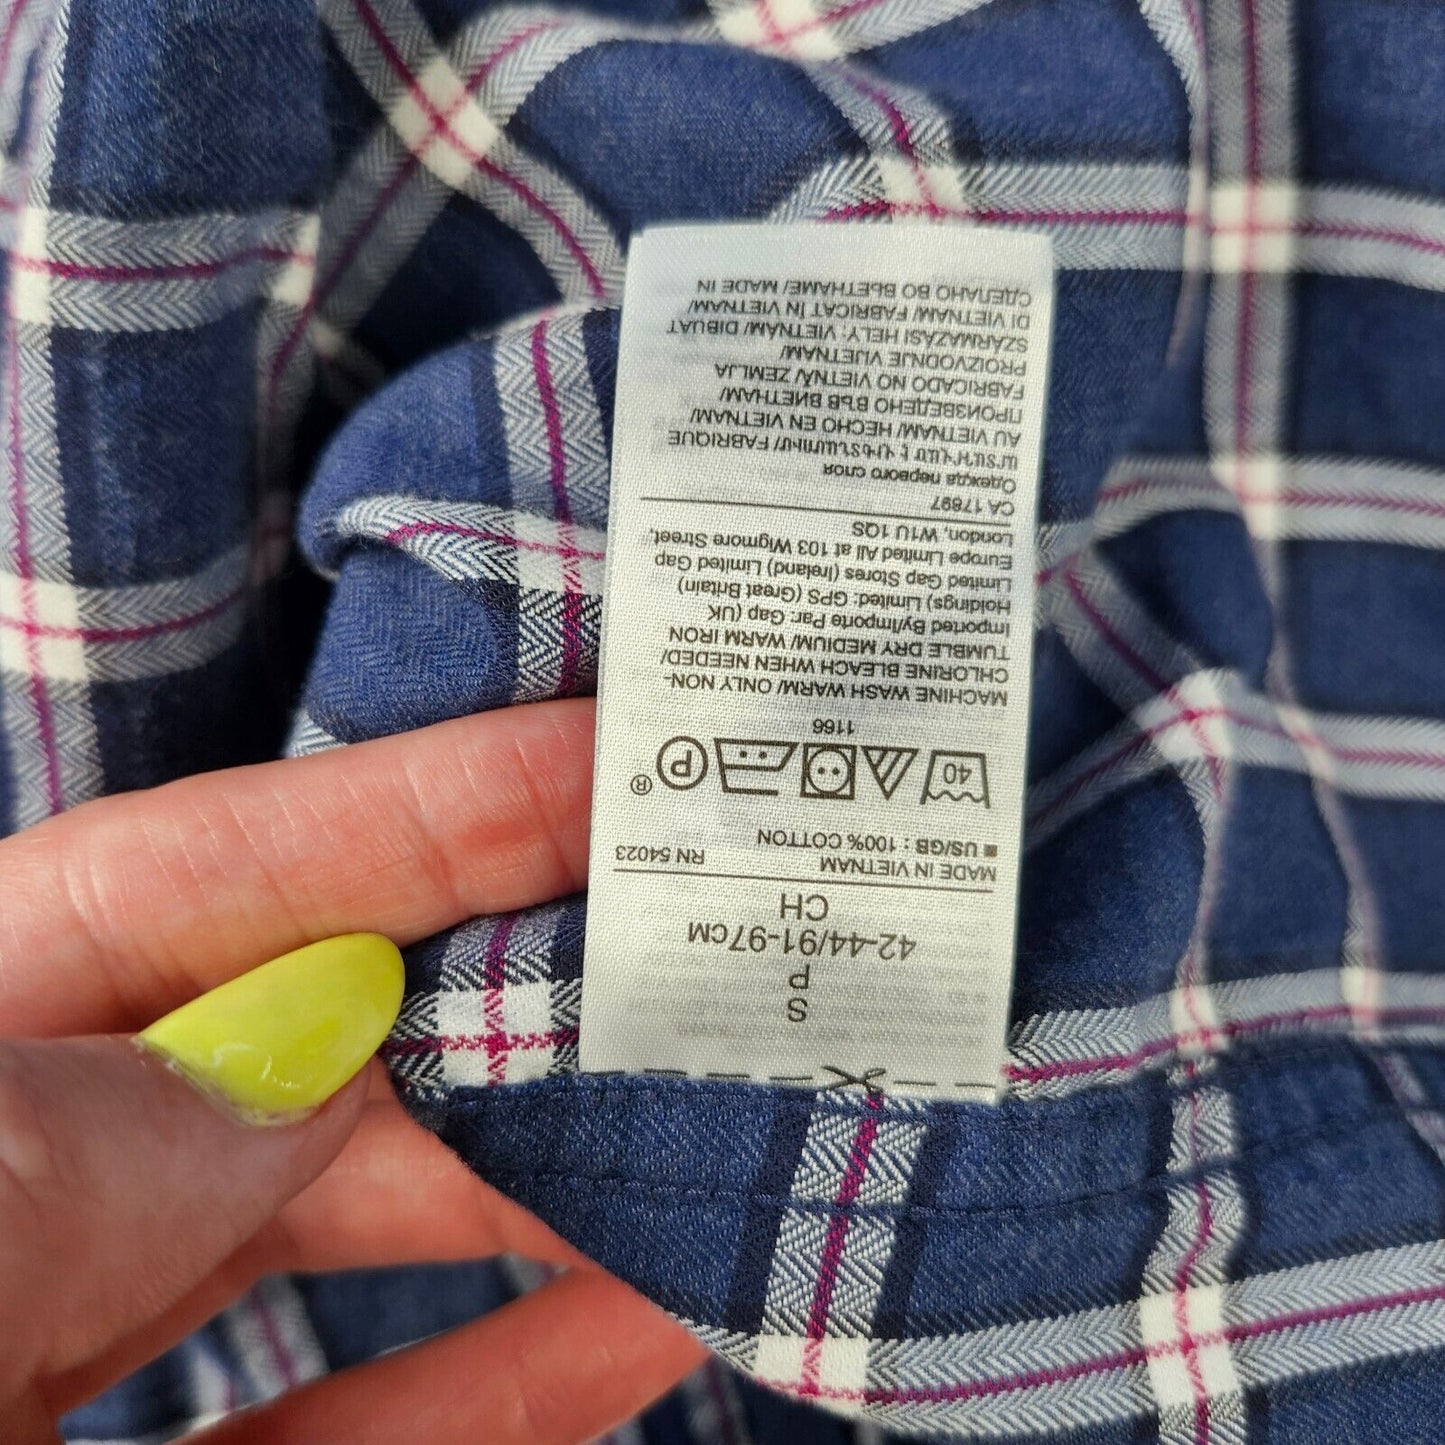 S
P
42-44/91-97CM
CH
MADE IN VIETNAM RN 54023
■ US/GB : 100% COTTON
40 P ®
1166
MACHINE WASH WARM/ ONLY NON-
CHLORINE BLEACH WHEN NEEDED/
TUMBLE DRY MEDIUM/ WARM IRON
Imported By/Importe Par: Gap (UK
Holdings) Limited: GPS (Great Britain)
Limited Gap Stores (Ireland) Limited Gap
Europe Limited All at 103 Wigmore Street,
London, W1U 1QS
CA 17897
Одежда первого слоя
FABRIQUE
AU VIETNAM/ HECHO EN VIETNAM/
ПРОИЗВЕДЕНО ВЪВ ВИЕТНАМ/
FABRICADO NO VIETNÃ/ ZEMLJA
PROIZVODNJE VIJETNAM/
SZÁRMAZÁSI HELY: VIETNÁM/ DIBUAT
DI VIETNAM/ FABRICAT ÎN VIETNAM/
СДЕЛАНО ВО ВЬЕТНАМЕ/ MADE IN